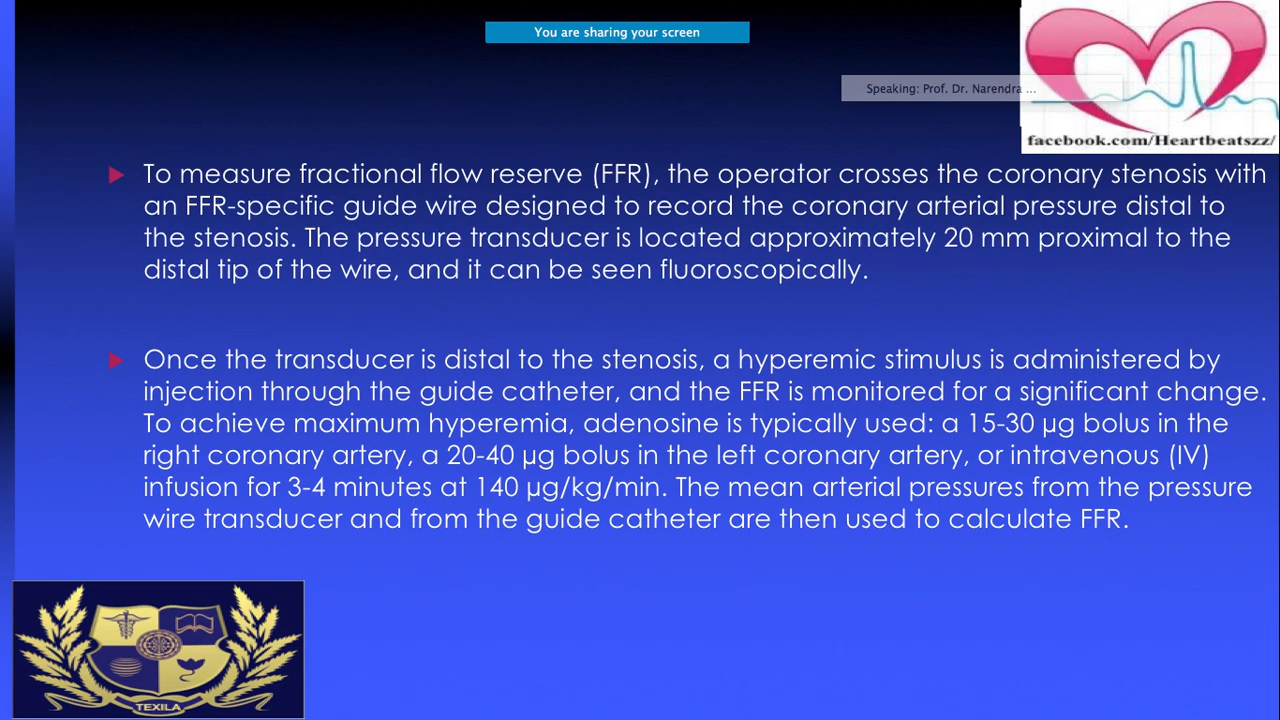 You are sharing your screen
Speaking: Prof. Dr. Narendra ...
facebook.com/Heartbeatszz/
To measure fractional flow reserve (FFR), the operator crosses the coronary stenosis with
an FFR-specific guide wire designed to record the coronary arterial pressure distal to
the stenosis. The pressure transducer is located approximately 20 mm proximal to the
distal tip of the wire, and it can be seen fluoroscopically.
Once the transducer is distal to the stenosis, a hyperemic stimulus is administered by
injection through the guide catheter, and the FFR is monitored for a significant change.
To achieve maximum hyperemia, adenosine is typically used: a 15-30 µg bolus in the
right coronary artery, a 20-40 µg bolus in the left coronary artery, or intravenous (IV)
infusion for 3-4 minutes at 140 µg/kg/min. The mean arterial pressures from the pressure
wire transducer and from the guide catheter are then used to calculate FFR.
TEXILA